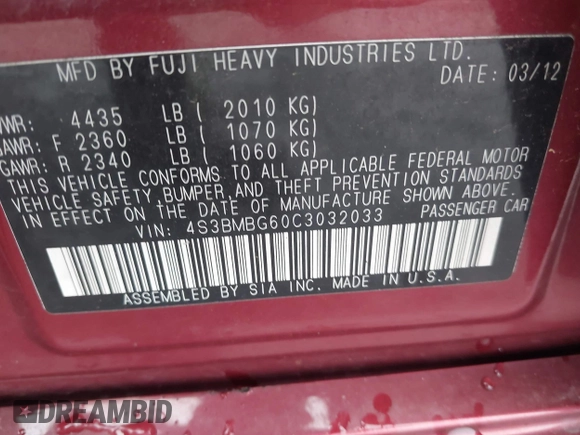 MFD BY FUJI HEAVY INDUSTRIES LTD.
DATE: 03/12
VWR: 4435 LB ( 2010 KG)
GAWR: F 2360 LB ( 1070 KG)
GAWR: R 2340 LB ( 1060 KG)
THIS VEHICLE CONFORMS TO ALL APPLICABLE FEDERAL MOTOR
VEHICLE SAFETY, BUMPER, AND THEFT PREVENTION STANDARDS
IN EFFECT ON THE DATE OF MANUFACTURE SHOWN ABOVE.
VIN: 4S3BMBG60C3032033 PASSENGER CAR
ASSEMBLED BY SIA INC. MADE IN U.S.A.
DREAMBID